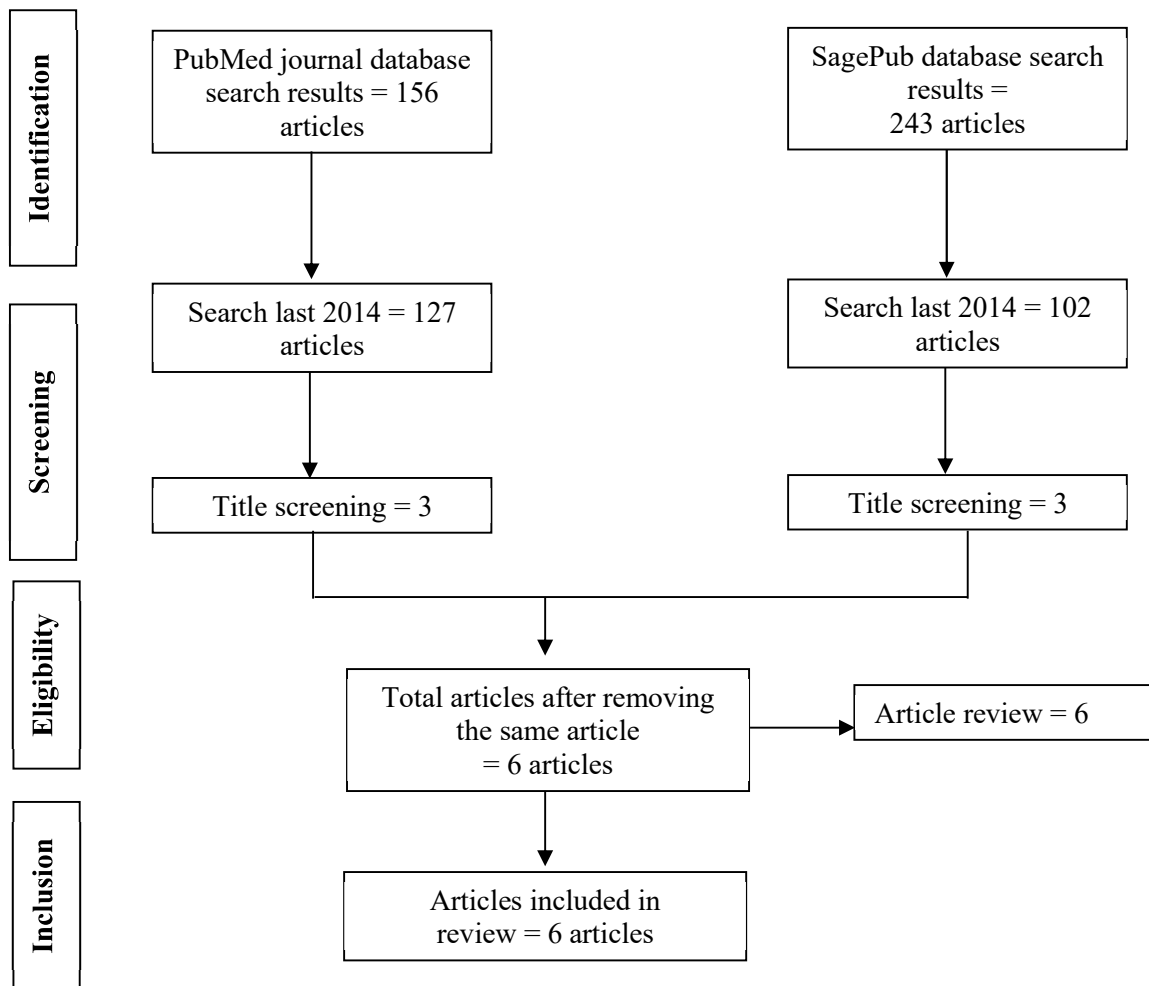 Identification
PubMed journal database
search results = 156
articles
SagePub database search
results =
243 articles
Screening
Search last 2014 = 127
articles
Search last 2014 = 102
articles
Title screening = 3
Title screening = 3
Eligibility
Total articles after removing
the same article
= 6 articles
Article review = 6
Inclusion
Articles included in
review = 6 articles